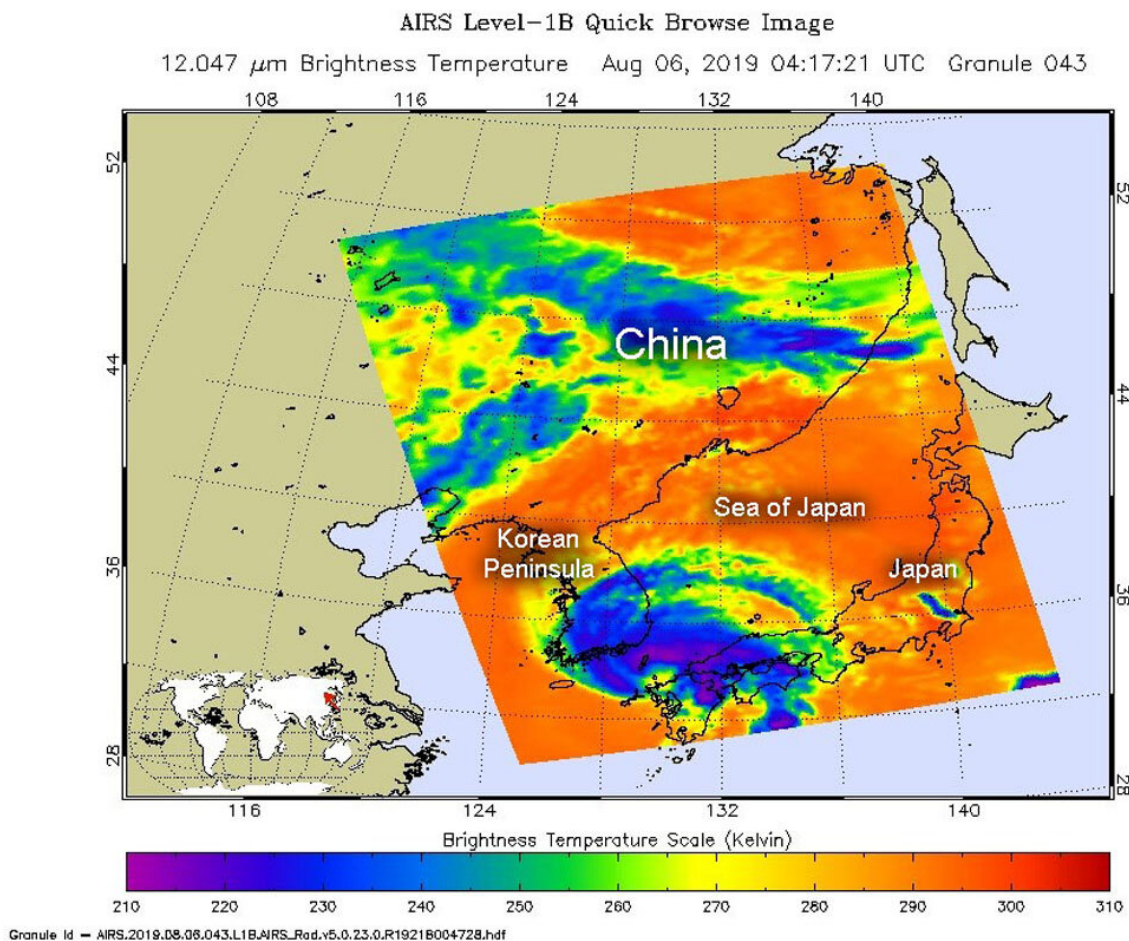 AIRS Level-1B Quick Browse Image
12.047 μm Brightness Temperature Aug 06, 2019 04:17:21 UTC Granule 043
108 116 124 132 140
52 52
44 44
36 36
28 28
China
Sea of Japan
Korean
Peninsula
Japan
116 124 132 140
Brightness Temperature Scale (Kelvin)
210 220 230 240 250 260 270 280 290 300 310
Granule Id — AIRS.2019.08.06.043.L1B.AIRS_Rad.v5.0.23.0.R19218004728.hdf